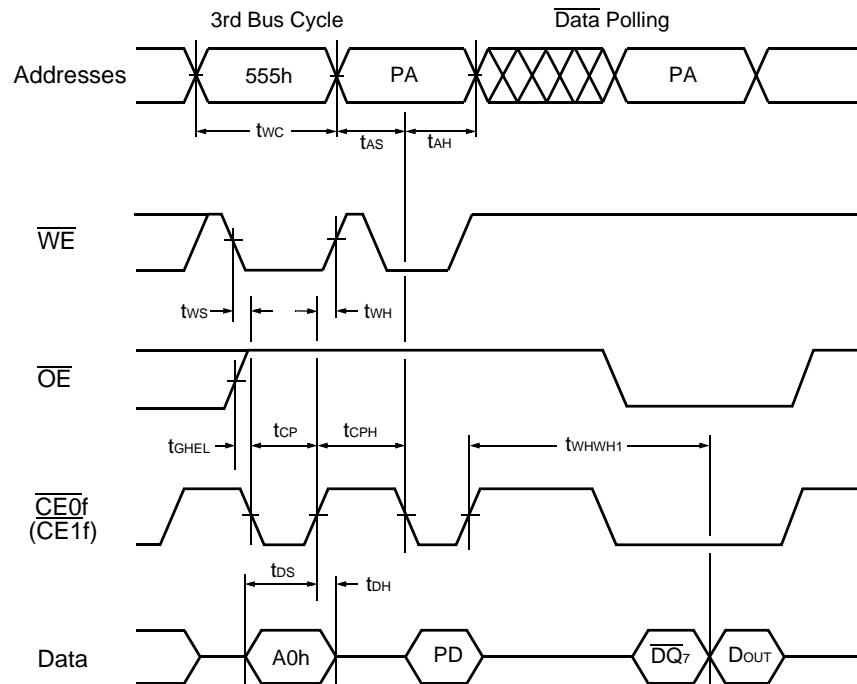 3rd Bus Cycle
Data Polling
Addresses
555h
PA
PA
tWC
tAS
tAH
WE
tWS
tWH
OE
tGHEL
tCP
tCPH
tWHWH1
CE0f
(CE1f)
tDS
tDH
Data
A0h
PD
DQ7
DOUT